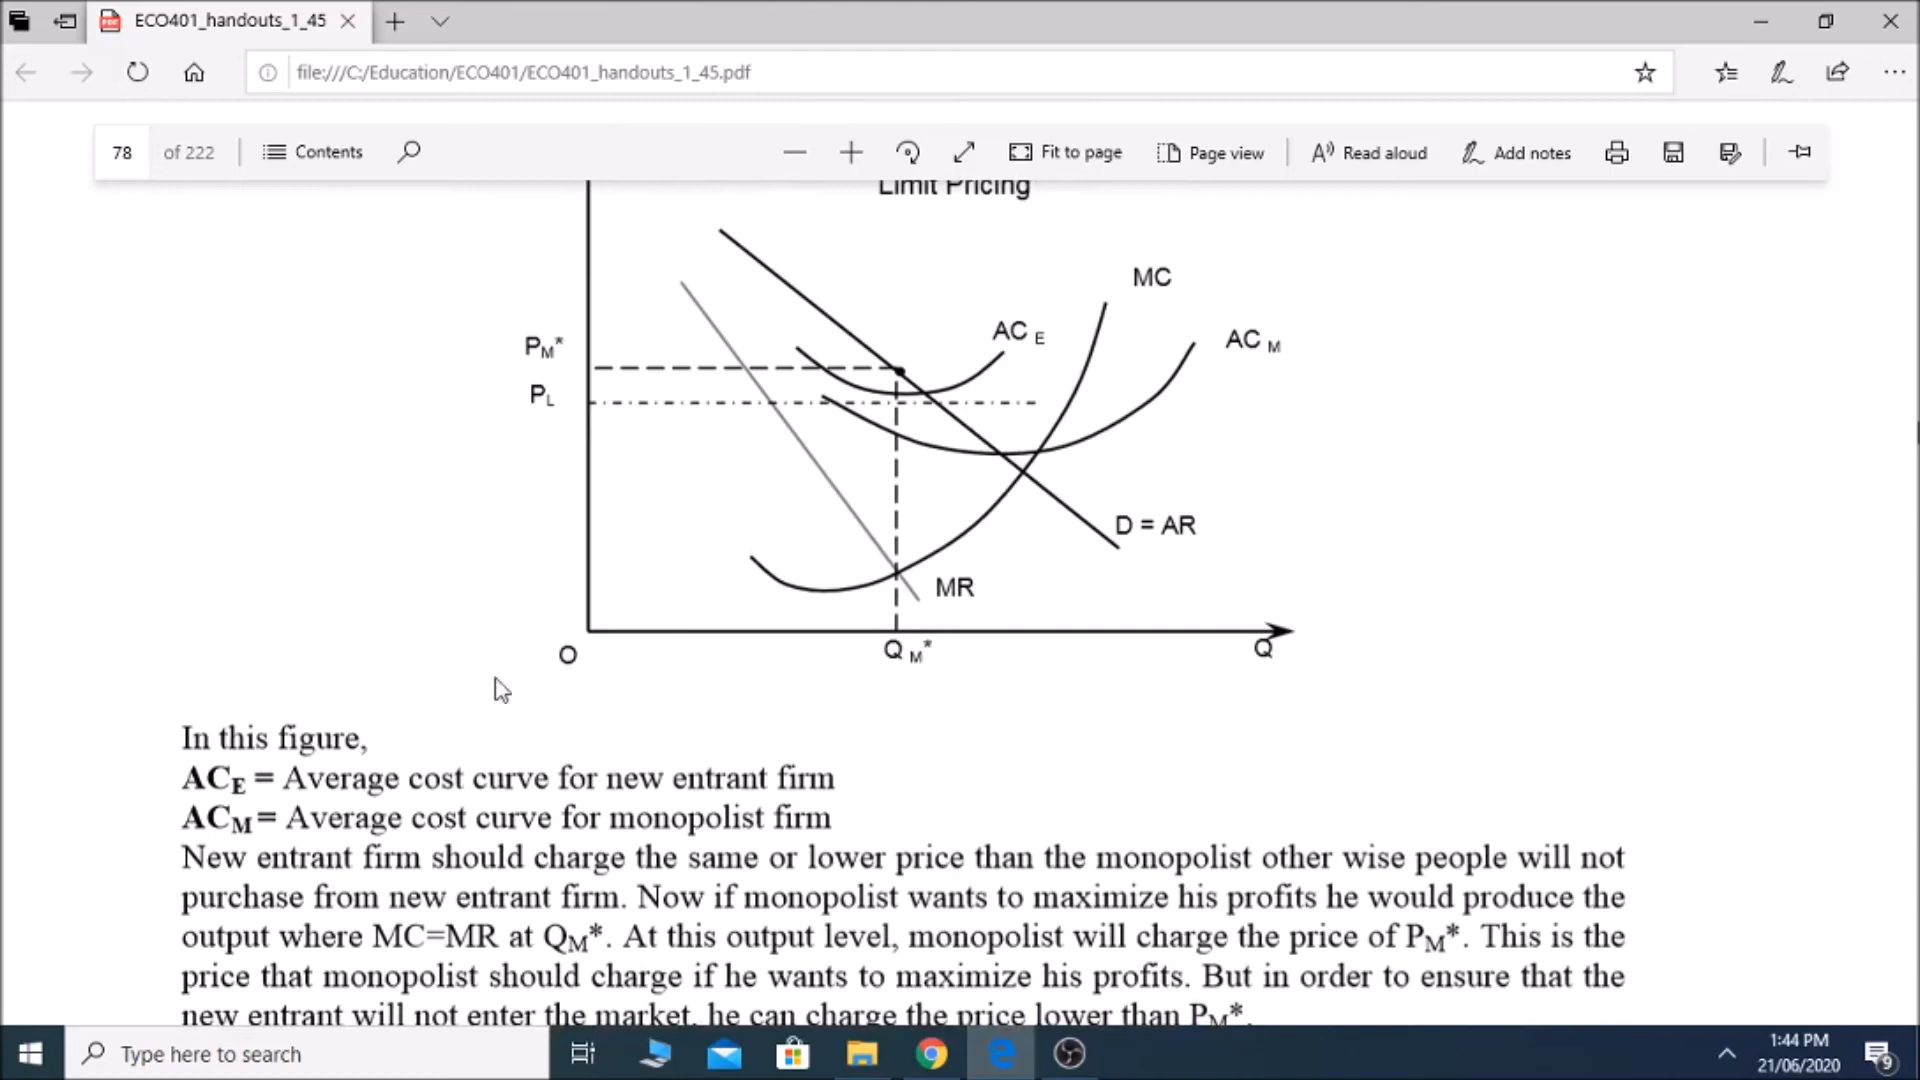 ECO401_handouts_1_45
file:///C:/Education/ECO401/ECO401_handouts_1_45.pdf
78 of 222 Contents Fit to page Page view Read aloud Add notes
Limit Pricing
MC
AC E
AC M
PM*
PL
D = AR
MR
O
Q M*
Q
In this figure,
ACE = Average cost curve for new entrant firm
ACM= Average cost curve for monopolist firm
New entrant firm should charge the same or lower price than the monopolist other wise people will not
purchase from new entrant firm. Now if monopolist wants to maximize his profits he would produce the
output where MC=MR at QM*. At this output level, monopolist will charge the price of PM*. This is the
price that monopolist should charge if he wants to maximize his profits. But in order to ensure that the
new entrant will not enter the market, he can charge the price lower than PM*.
Type here to search
1:44 PM
21/06/2020
9